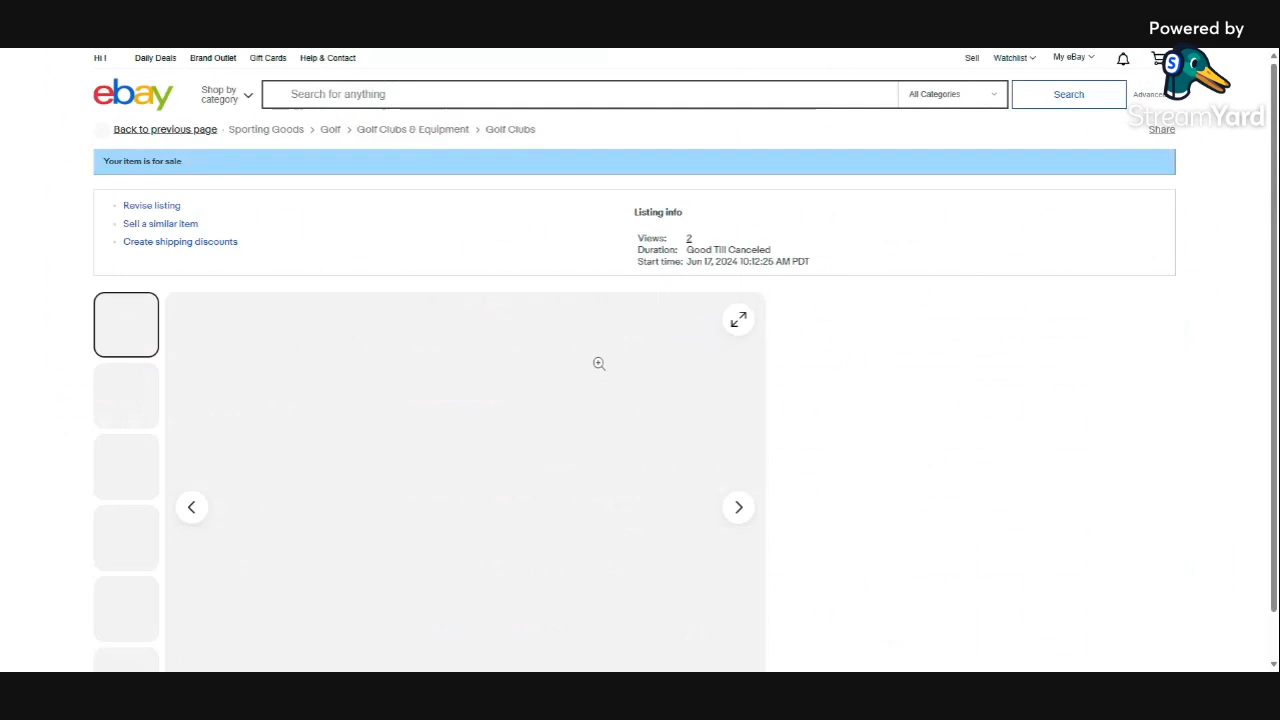 Powered by
StreamYard
Hi !
Daily Deals
Brand Outlet
Gift Cards
Help & Contact
Sell
Watchlist
My eBay
ebay
Shop by
category
Search for anything
All Categories
Search
Back to previous page
Sporting Goods
Golf
Golf Clubs & Equipment
Golf Clubs
Share
Your item is for sale
Revise listing
Sell a similar item
Create shipping discounts
Listing info
Views: 2
Duration: Good Till Canceled
Start time: Jun 17, 2024 10:12:25 AM PDT